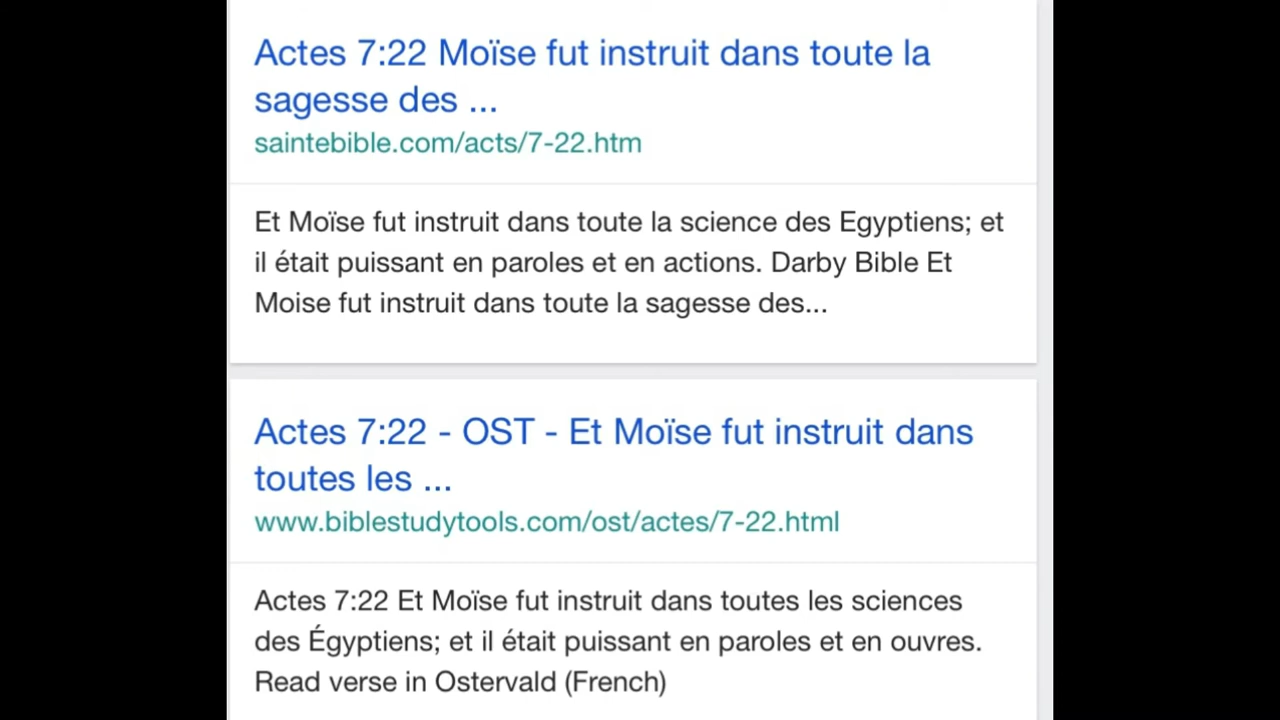 Actes 7:22 Moïse fut instruit dans toute la
sagesse des ...
saintebible.com/acts/7-22.htm
Et Moïse fut instruit dans toute la science des Egyptiens; et
il était puissant en paroles et en actions. Darby Bible Et
Moise fut instruit dans toute la sagesse des...
Actes 7:22 - OST - Et Moïse fut instruit dans
toutes les ...
www.biblestudytools.com/ost/actes/7-22.html
Actes 7:22 Et Moïse fut instruit dans toutes les sciences
des Égyptiens; et il était puissant en paroles et en ouvres.
Read verse in Ostervald (French)